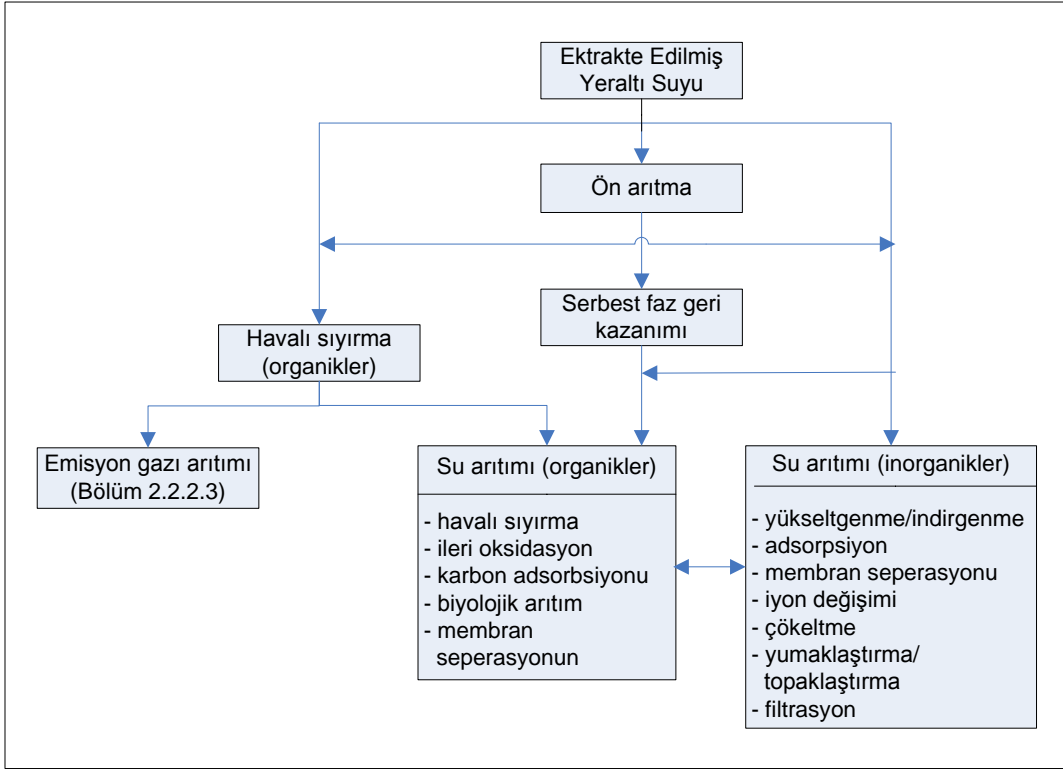 Ektrakte Edilmiş
Yeraltı Suyu
Ön arıtma
Serbest faz geri
kazanımı
Havalı sıyırma
(organikler)
Emisyon gazı arıtımı
(Bölüm 2.2.2.3)
Su arıtımı (organikler)
- havalı sıyırma
- ileri oksidasyon
- karbon adsorbsiyonu
- biyolojik arıtım
- membran
seperasyonun
Su arıtımı (inorganikler)
- yükseltgenme/indirgenme
- adsorpsiyon
- membran seperasyonu
- iyon değişimi
- çökeltme
- yumaklaştırma/
topaklaştırma
- filtrasyon